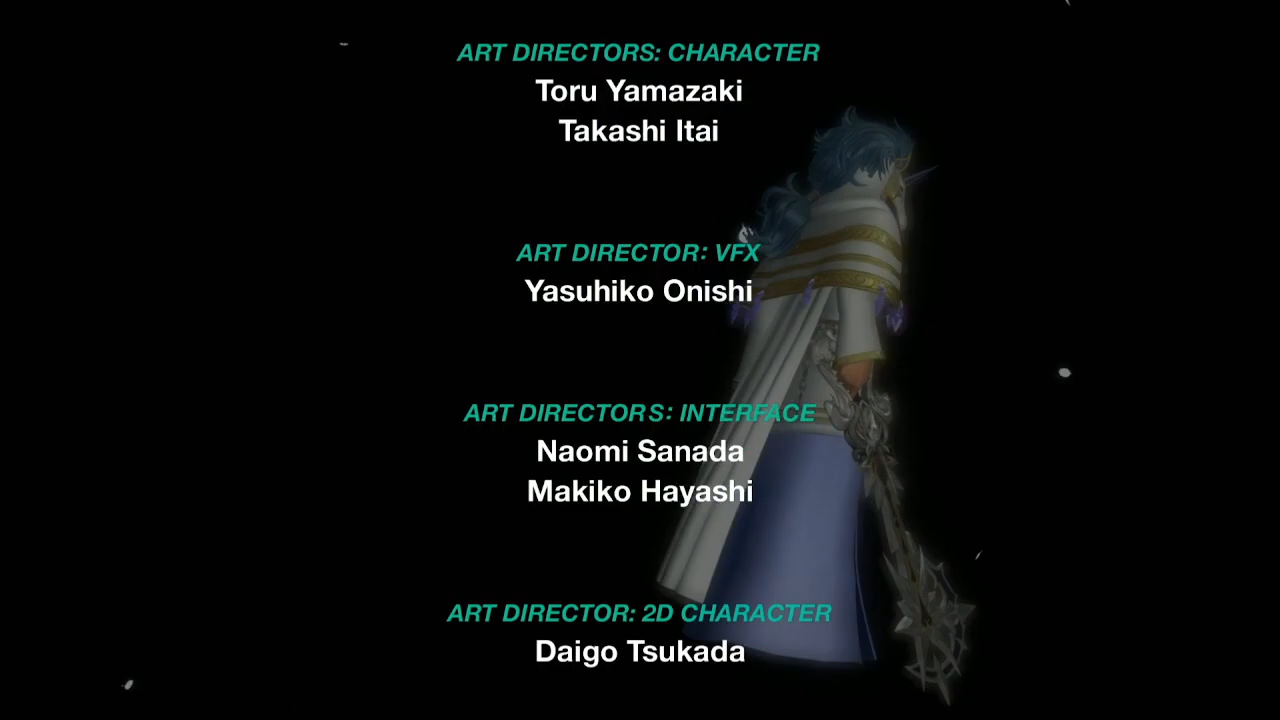 ART DIRECTORS: CHARACTER
Toru Yamazaki
Takashi Itai
ART DIRECTOR: VFX
Yasuhiko Onishi
ART DIRECTORS: INTERFACE
Naomi Sanada
Makiko Hayashi
ART DIRECTOR: 2D CHARACTER
Daigo Tsukada